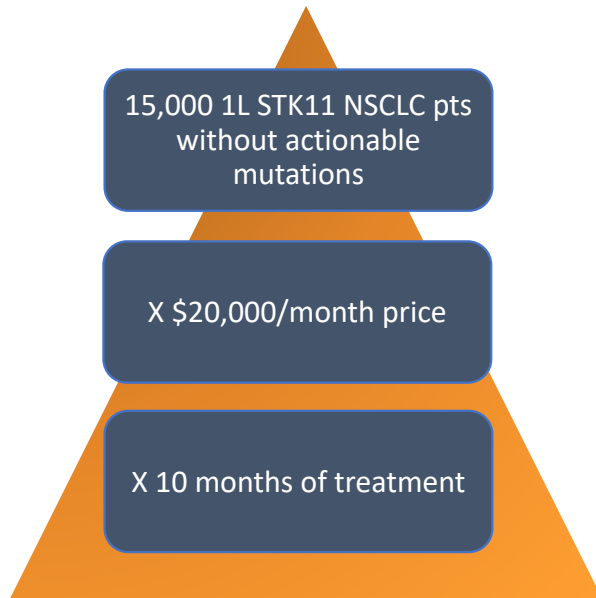 15,000 1L STK11 NSCLC pts
without actionable
mutations
X $20,000/month price
X 10 months of treatment